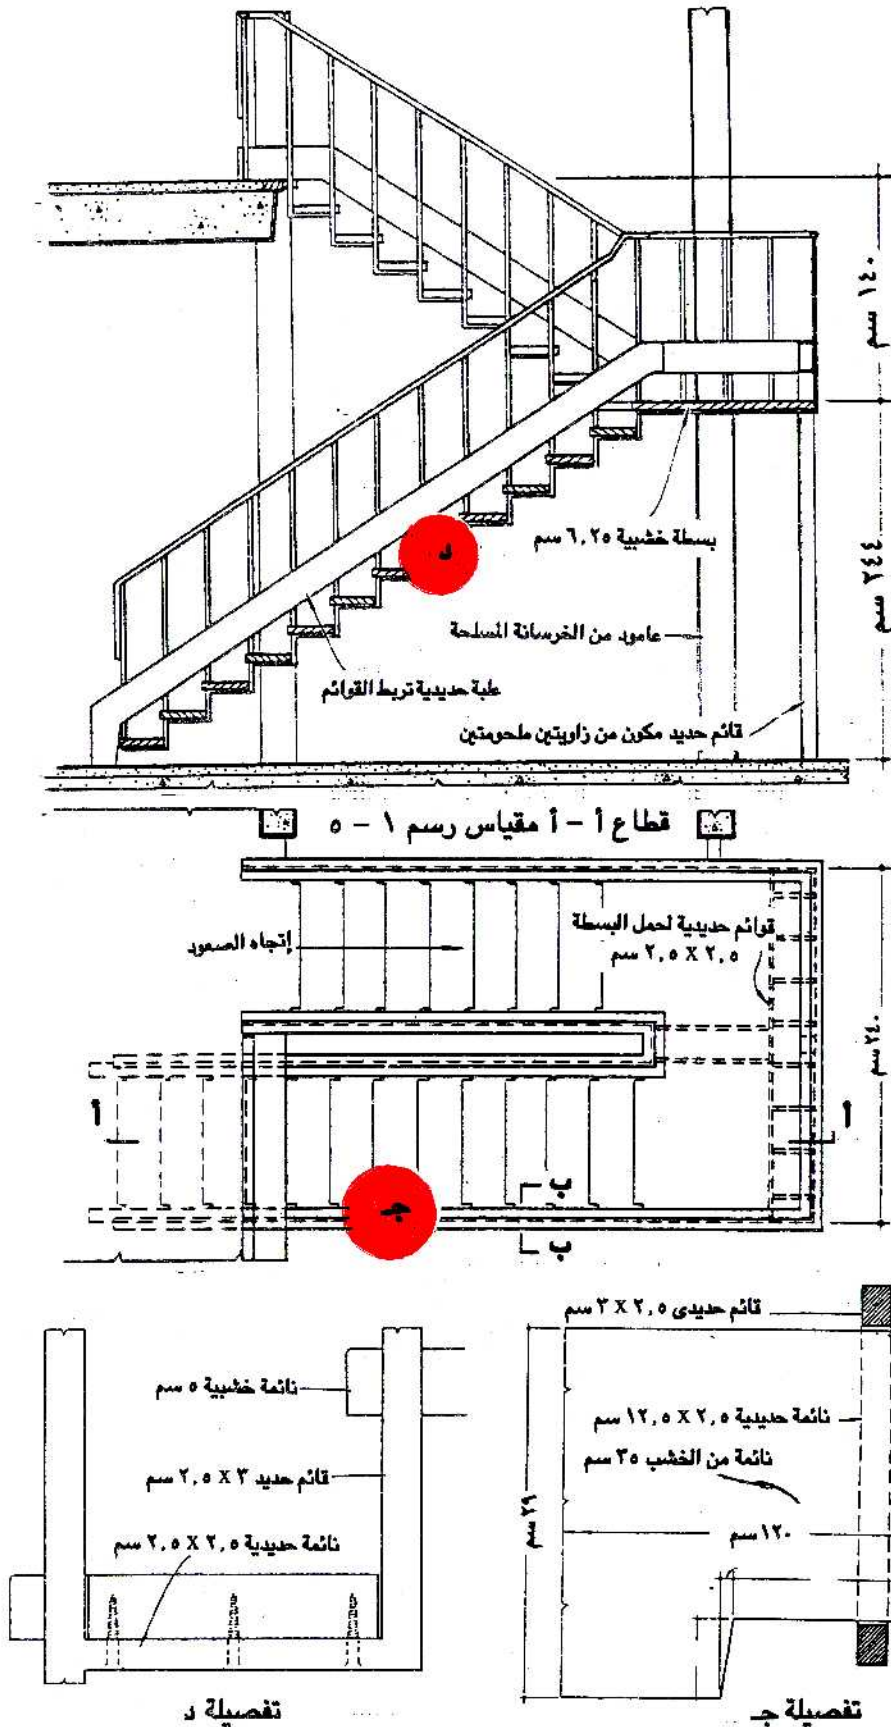 ١٤٠ سم
بسطة خشبية ٦,٢٥ سم
د
٢٤٤ سم
عامود من الخرسانة المسلحة
علبة حديدية تربط القوائم
قائم حديد مكون من زاويتين ملحومتين
قطاع أ - أ مقياس رسم ١ - ٥
قوائم حديدية لحمل البسطة
٢,٥ X ٢,٥ سم
إتجاه الصعود
٢٤٠ سم
أ
أ
ب
جـ
ب
قائم حديدى ٢,٥ X ٣ سم
نائمة خشبية ٥ سم
نائمة حديدية ٢,٥ X ١٢,٥ سم
نائمة من الخشب ٣٥ سم
قائم حديد ٣ X ٢,٥ سم
٢٩ سم
١٢٠ سم
نائمة حديدية ٢,٥ X ٢,٥ سم
تفصيلة د
تفصيلة جـ